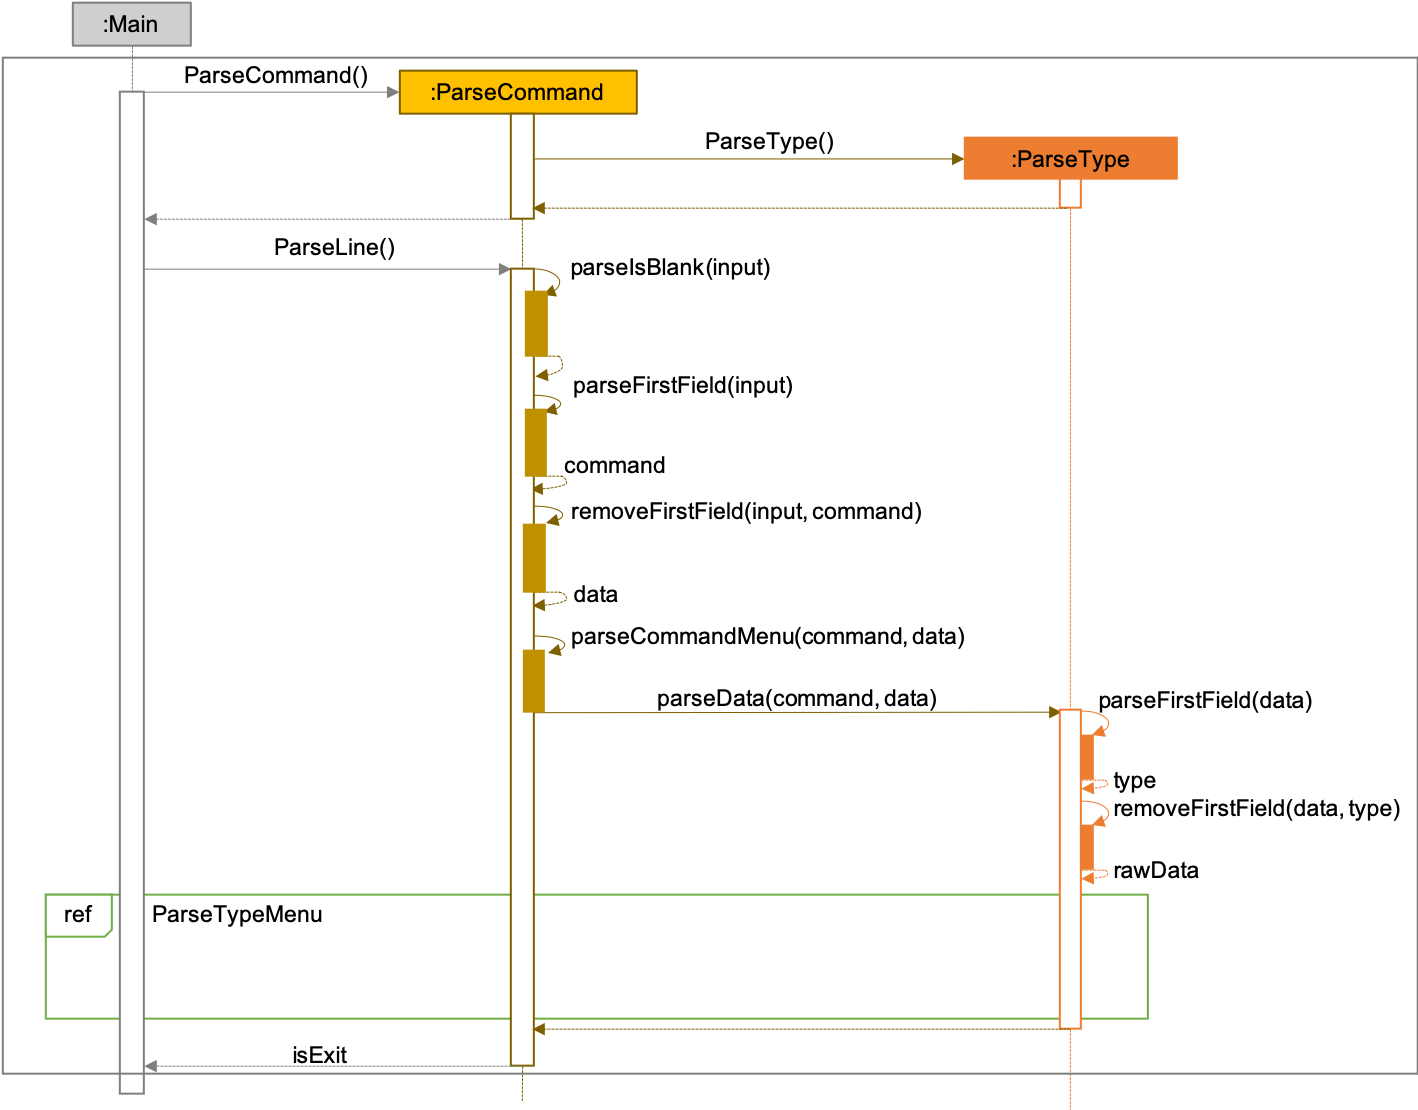 :Main
ParseCommand()
:ParseCommand
ParseType()
:ParseType
ParseLine()
parseIsBlank(input)
parseFirstField(input)
command
removeFirstField(input, command)
data
parseCommandMenu(command, data)
parseData(command, data)
parseFirstField(data)
type
removeFirstField(data, type)
rawData
ref
ParseTypeMenu
isExit